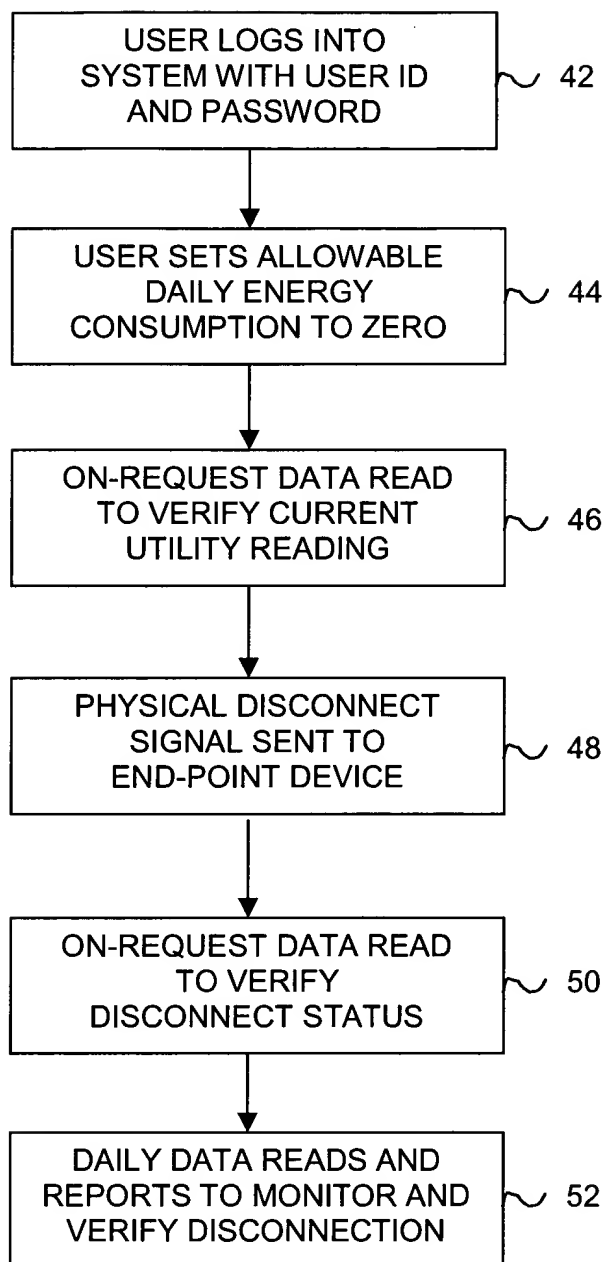 USER LOGS INTO
SYSTEM WITH USER ID
AND PASSWORD
42
USER SETS ALLOWABLE
DAILY ENERGY
CONSUMPTION TO ZERO
44
ON-REQUEST DATA READ
TO VERIFY CURRENT
UTILITY READING
46
PHYSICAL DISCONNECT
SIGNAL SENT TO
END-POINT DEVICE
48
ON-REQUEST DATA READ
TO VERIFY
DISCONNECT STATUS
50
DAILY DATA READS AND
REPORTS TO MONITOR AND
VERIFY DISCONNECTION
52